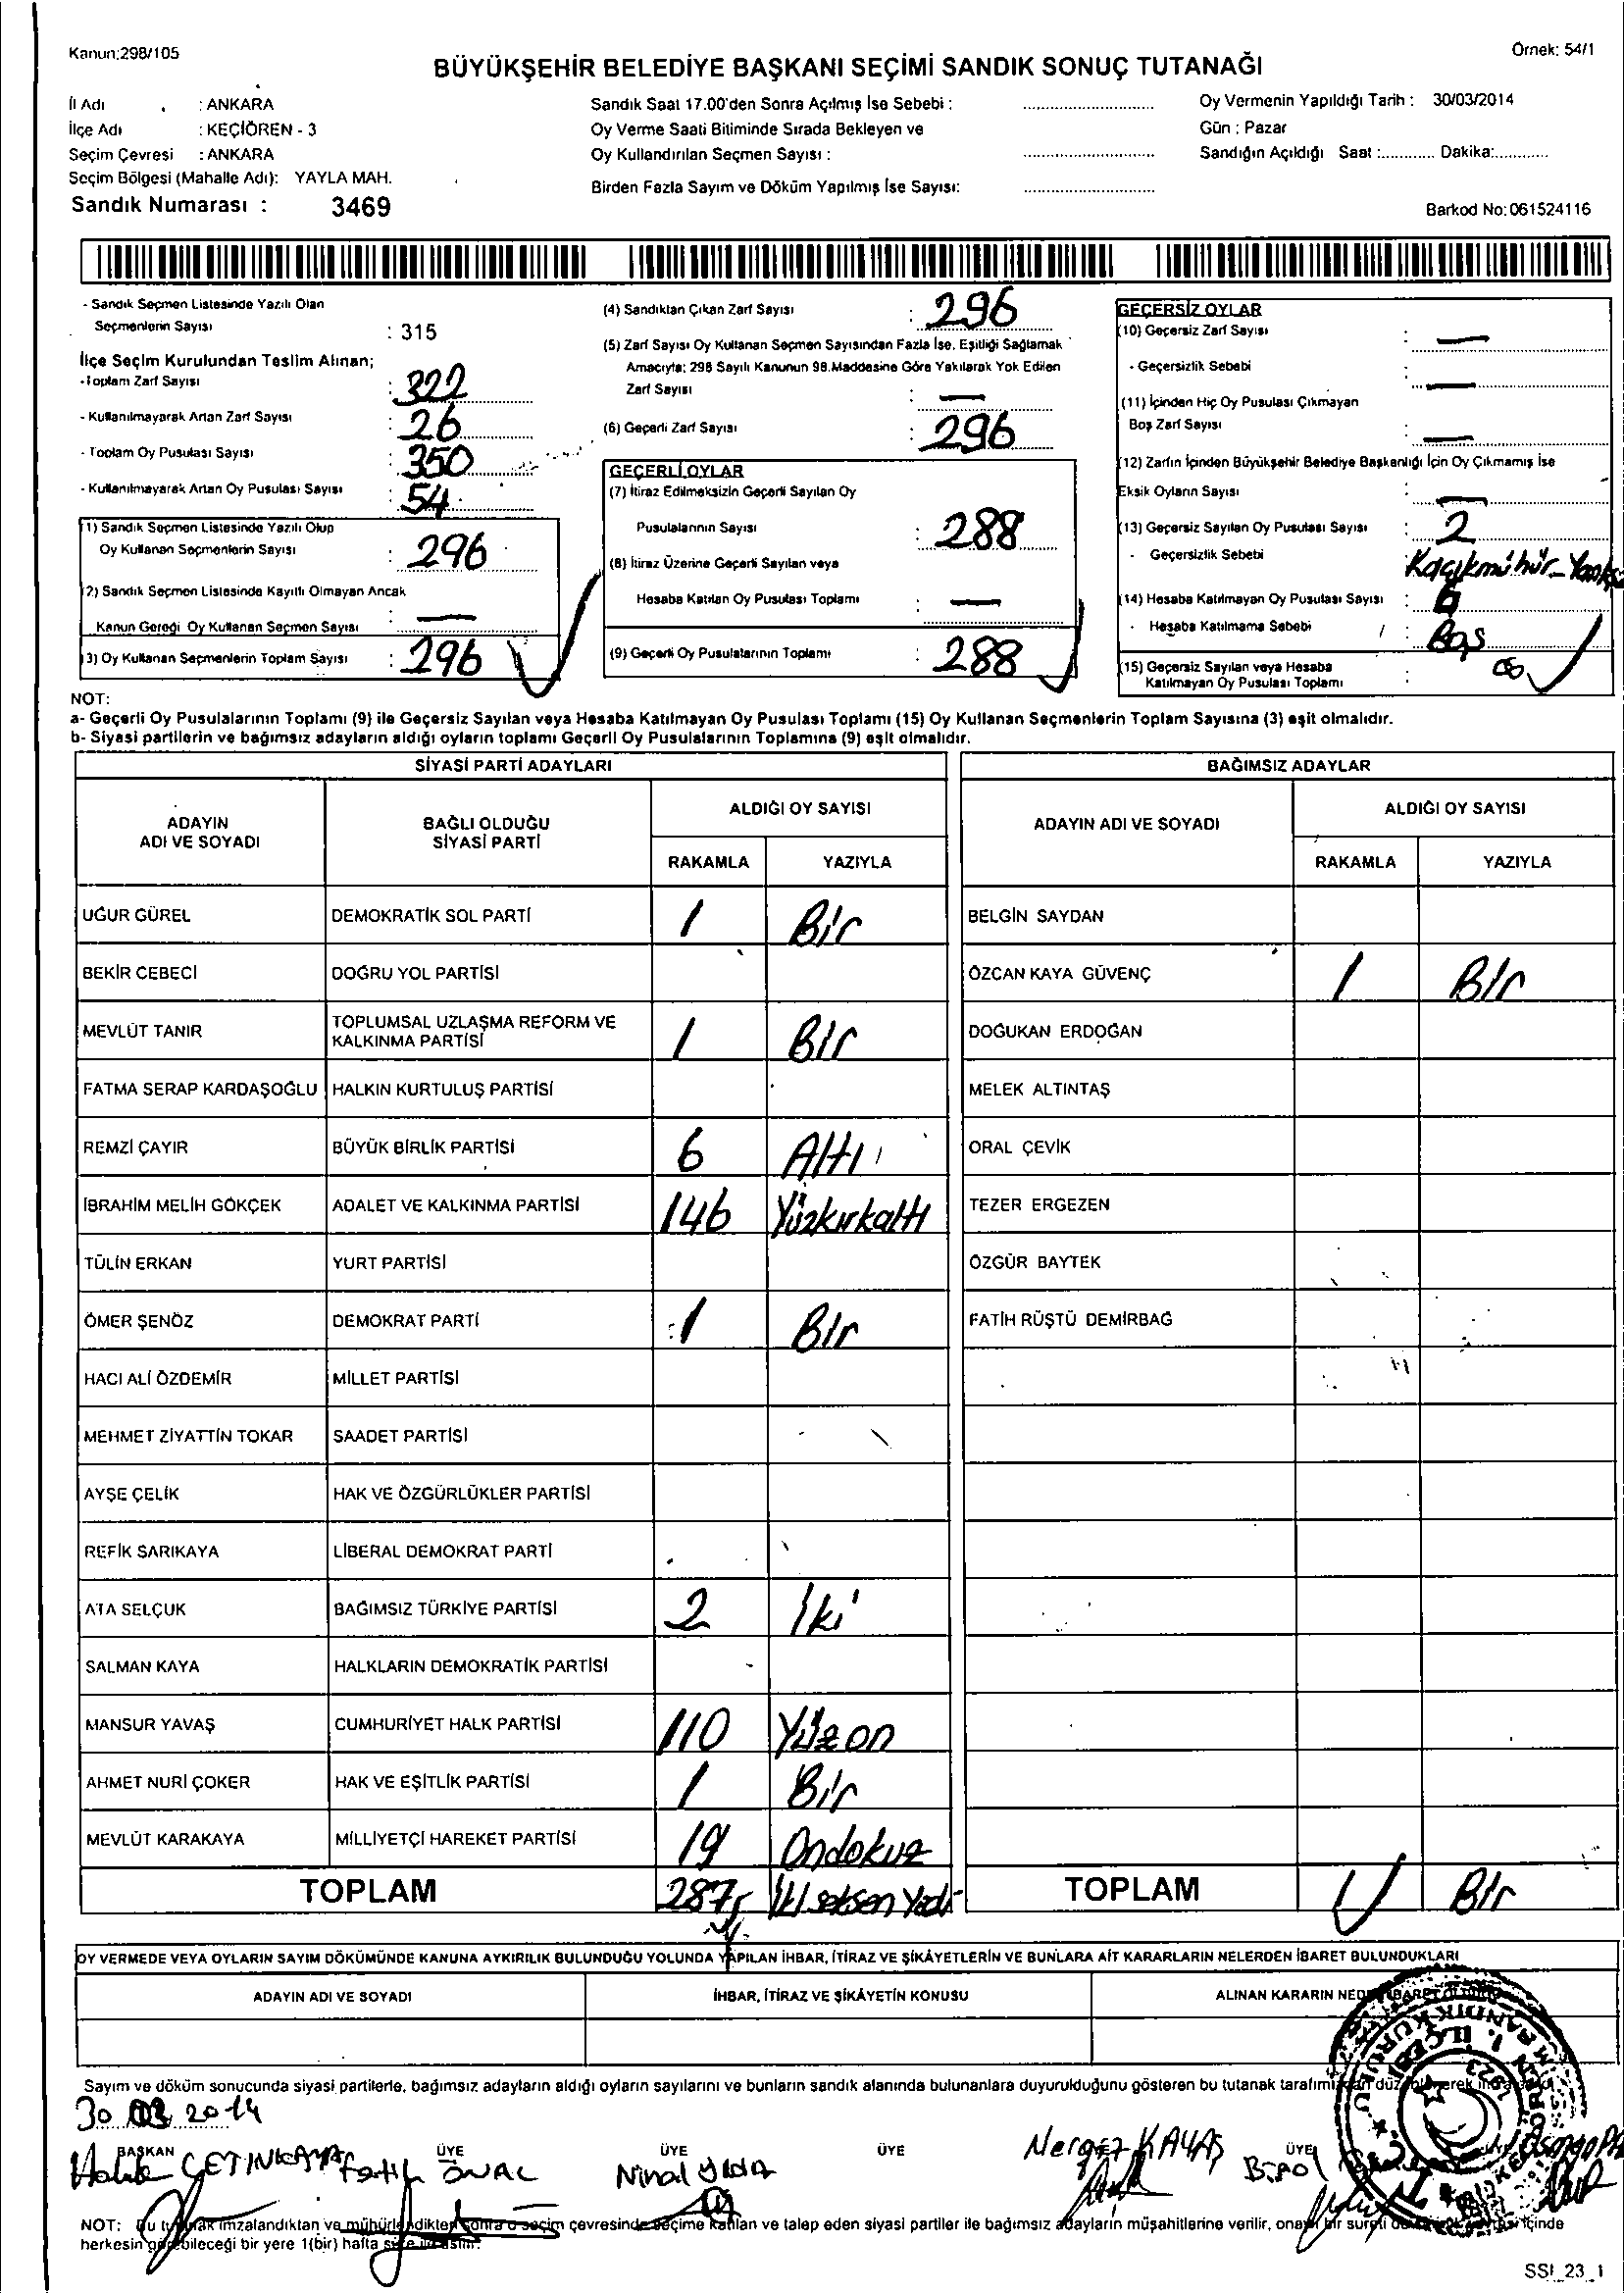 Kanun:298/105
Örnek: 54/1
BÜYÜKŞEHİR BELEDİYE BAŞKANI SEÇİMİ SANDIK SONUÇ TUTANAĞI
İl Adı : ANKARA
İlçe Adı : KEÇİÖREN - 3
Seçim Çevresi : ANKARA
Seçim Bölgesi (Mahalle Adı): YAYLA MAH.
Sandık Numarası : 3469
Sandık Saat 17.00'den Sonra Açılmış İse Sebebi :
Oy Verme Saati Bitiminde Sırada Bekleyen ve
Oy Kullandırılan Seçmen Sayısı :
Birden Fazla Sayım ve Döküm Yapılmış İse Sayısı:
Oy Vermenin Yapıldığı Tarih : 30/03/2014
Gün : Pazar
Sandığın Açıldığı Saat :............ Dakika:............
Barkod No:061524116
- Sandık Seçmen Listesinde Yazılı Olan
Seçmenlerin Sayısı : 315
İlçe Seçim Kurulundan Teslim Alınan;
-Toplam Zarf Sayısı : 322
- Kullanılmayarak Artan Zarf Sayısı : 26
- Toplam Oy Pusulası Sayısı : 350
- Kullanılmayarak Artan Oy Pusulası Sayısı : 54
(1) Sandık Seçmen Listesinde Yazılı Olup
Oy Kullanan Seçmenlerin Sayısı : 296
(2) Sandık Seçmen Listesinde Kayıtlı Olmayan Ancak
Kanun Gereği Oy Kullanan Seçmen Sayısı : —
(3) Oy Kullanan Seçmenlerin Toplam Sayısı : 296
(4) Sandıktan Çıkan Zarf Sayısı : 296
(5) Zarf Sayısı Oy Kullanan Seçmen Sayısından Fazla İse, Eşitliği Sağlamak
Amacıyla; 298 Sayılı Kanunun 98.Maddesine Göre Yakılarak Yok Edilen
Zarf Sayısı : —
(6) Geçerli Zarf Sayısı : 296
GEÇERLİ OYLAR
(7) İtiraz Edilmeksizin Geçerli Sayılan Oy
Pusulalarının Sayısı : 288
(8) İtiraz Üzerine Geçerli Sayılan veya
Hesaba Katılan Oy Pusulası Toplamı : —
(9) Geçerli Oy Pusulalarının Toplamı : 288
GEÇERSİZ OYLAR
(10) Geçersiz Zarf Sayısı : —
- Geçersizlik Sebebi : —
(11) İçinden Hiç Oy Pusulası Çıkmayan
Boş Zarf Sayısı : —
(12) Zarfın İçinden Büyükşehir Belediye Başkanlığı İçin Oy Çıkmamış İse
Eksik Oyların Sayısı : —
(13) Geçersiz Sayılan Oy Pusulası Sayısı : 2
- Geçersizlik Sebebi : Kaçıkmühür
(14) Hesaba Katılmayan Oy Pusulası Sayısı :
- Hesaba Katılmama Sebebi : Boş
(15) Geçersiz Sayılan veya Hesaba
Katılmayan Oy Pusulası Toplamı : 8
NOT:
a- Geçerli Oy Pusulalarının Toplamı (9) ile Geçersiz Sayılan veya Hesaba Katılmayan Oy Pusulası Toplamı (15) Oy Kullanan Seçmenlerin Toplam Sayısına (3) eşit olmalıdır.
b- Siyasi partilerin ve bağımsız adayların aldığı oyların toplamı Geçerli Oy Pusulalarının Toplamına (9) eşit olmalıdır.
SİYASİ PARTİ ADAYLARI BAĞIMSIZ ADAYLAR
ADAYIN ADI VE SOYADI BAĞLI OLDUĞU SİYASİ PARTİ ALDIĞI OY SAYISI ADAYIN ADI VE SOYADI ALDIĞI OY SAYISI
RAKAMLA YAZIYLA RAKAMLA YAZIYLA
UĞUR GÜREL DEMOKRATİK SOL PARTİ 1 Bir BELGİN SAYDAN
BEKİR CEBECİ DOĞRU YOL PARTİSİ ÖZCAN KAYA GÜVENÇ 1 Bir
MEVLÜT TANIR TOPLUMSAL UZLAŞMA REFORM VE KALKINMA PARTİSİ 1 Bir DOĞUKAN ERDOĞAN
FATMA SERAP KARDAŞOĞLU HALKIN KURTULUŞ PARTİSİ MELEK ALTINTAŞ
REMZİ ÇAYIR BÜYÜK BİRLİK PARTİSİ 6 Altı ORAL ÇEVİK
İBRAHİM MELİH GÖKÇEK ADALET VE KALKINMA PARTİSİ 146 Yüzkırkaltı TEZER ERGEZEN
TÜLİN ERKAN YURT PARTİSİ ÖZGÜR BAYTEK
ÖMER ŞENÖZ DEMOKRAT PARTİ 1 Bir FATİH RÜŞTÜ DEMİRBAĞ
HACI ALİ ÖZDEMİR MİLLET PARTİSİ
MEHMET ZİYATTİN TOKAR SAADET PARTİSİ
AYŞE ÇELİK HAK VE ÖZGÜRLÜKLER PARTİSİ
REFİK SARIKAYA LİBERAL DEMOKRAT PARTİ
ATA SELÇUK BAĞIMSIZ TÜRKİYE PARTİSİ 2 İki
SALMAN KAYA HALKLARIN DEMOKRATİK PARTİSİ
MANSUR YAVAŞ CUMHURİYET HALK PARTİSİ 110 Yüzon
AHMET NURİ ÇOKER HAK VE EŞİTLİK PARTİSİ 1 Bir
MEVLÜT KARAKAYA MİLLİYETÇİ HAREKET PARTİSİ 19 Ondokuz
TOPLAM 287 İkiseksen Yedi TOPLAM Bir
OY VERMEDE VEYA OYLARIN SAYIM DÖKÜMÜNDE KANUNA AYKIRILIK BULUNDUĞU YOLUNDA YAPILAN İHBAR, İTİRAZ VE ŞİKÂYETLERİN VE BUNLARA AİT KARARLARIN NELERDEN İBARET BULUNDUKLARI
ADAYIN ADI VE SOYADI İHBAR, İTİRAZ VE ŞİKÂYETİN KONUSU ALINAN KARARIN
Sayım ve döküm sonucunda siyasi partilerle, bağımsız adayların aldığı oyların sayılarını ve bunların sandık alanında bulunanlara duyurulduğunu gösteren bu tutanak
30 03 2014
BAŞKAN ÜYE ÜYE ÜYE ÜYE
ÇETİNKAYA Fatih ÖNAL Nihal Nergez KAYAŞ
NOT: Bu imzalandıktan ve çevresinde seçime katılan ve talep eden siyasi partiler ile bağımsız adayların müşahitlerine verilir,
herkesin görebileceği bir yere 1(bir) hafta
SSI_23_1